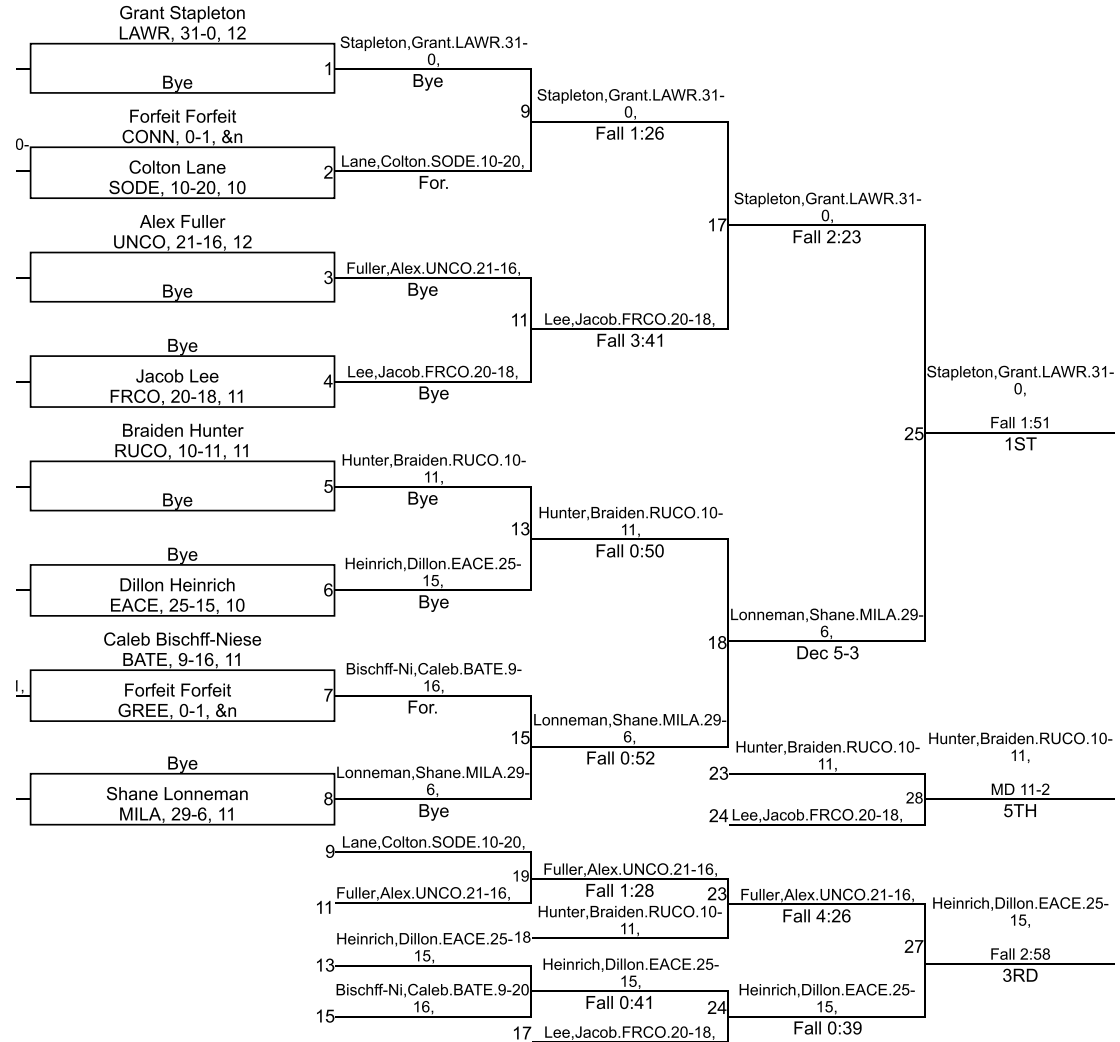 Grant Stapleton
LAWR, 31-0, 12
Bye
1
Stapleton,Grant.LAWR.31-
0,
Bye
Forfeit Forfeit
CONN, 0-1, &n
0-
Colton Lane
SODE, 10-20, 10
2
Lane,Colton.SODE.10-20,
For.
9
Stapleton,Grant.LAWR.31-
0,
Fall 1:26
Alex Fuller
UNCO, 21-16, 12
Bye
3
Fuller,Alex.UNCO.21-16,
Bye
Bye
Jacob Lee
FRCO, 20-18, 11
4
Lee,Jacob.FRCO.20-18,
Bye
11
Lee,Jacob.FRCO.20-18,
Fall 3:41
17
Stapleton,Grant.LAWR.31-
0,
Fall 2:23
Braiden Hunter
RUCO, 10-11, 11
Bye
5
Hunter,Braiden.RUCO.10-
11,
Bye
Bye
Dillon Heinrich
EACE, 25-15, 10
6
Heinrich,Dillon.EACE.25-
15,
Bye
13
Hunter,Braiden.RUCO.10-
11,
Fall 0:50
Caleb Bischff-Niese
BATE, 9-16, 11
Forfeit Forfeit
GREE, 0-1, &n
7
Bischff-Ni,Caleb.BATE.9-
16,
For.
Bye
Shane Lonneman
MILA, 29-6, 11
8
Lonneman,Shane.MILA.29-
6,
Bye
15
Lonneman,Shane.MILA.29-
6,
Fall 0:52
18
Lonneman,Shane.MILA.29-
6,
Dec 5-3
25
Stapleton,Grant.LAWR.31-
0,
Fall 1:51
1ST
23
Hunter,Braiden.RUCO.10-
11,
24
Lee,Jacob.FRCO.20-18,
28
Hunter,Braiden.RUCO.10-
11,
MD 11-2
5TH
9
Lane,Colton.SODE.10-20,
11
Fuller,Alex.UNCO.21-16,
19
Fuller,Alex.UNCO.21-16,
Fall 1:28
18
Hunter,Braiden.RUCO.10-
11,
23
Fuller,Alex.UNCO.21-16,
Fall 4:26
13
Heinrich,Dillon.EACE.25-
15,
15
Bischff-Ni,Caleb.BATE.9-
16,
20
Heinrich,Dillon.EACE.25-
15,
Fall 0:41
17
Lee,Jacob.FRCO.20-18,
24
Heinrich,Dillon.EACE.25-
15,
Fall 0:39
27
Heinrich,Dillon.EACE.25-
15,
Fall 2:58
3RD